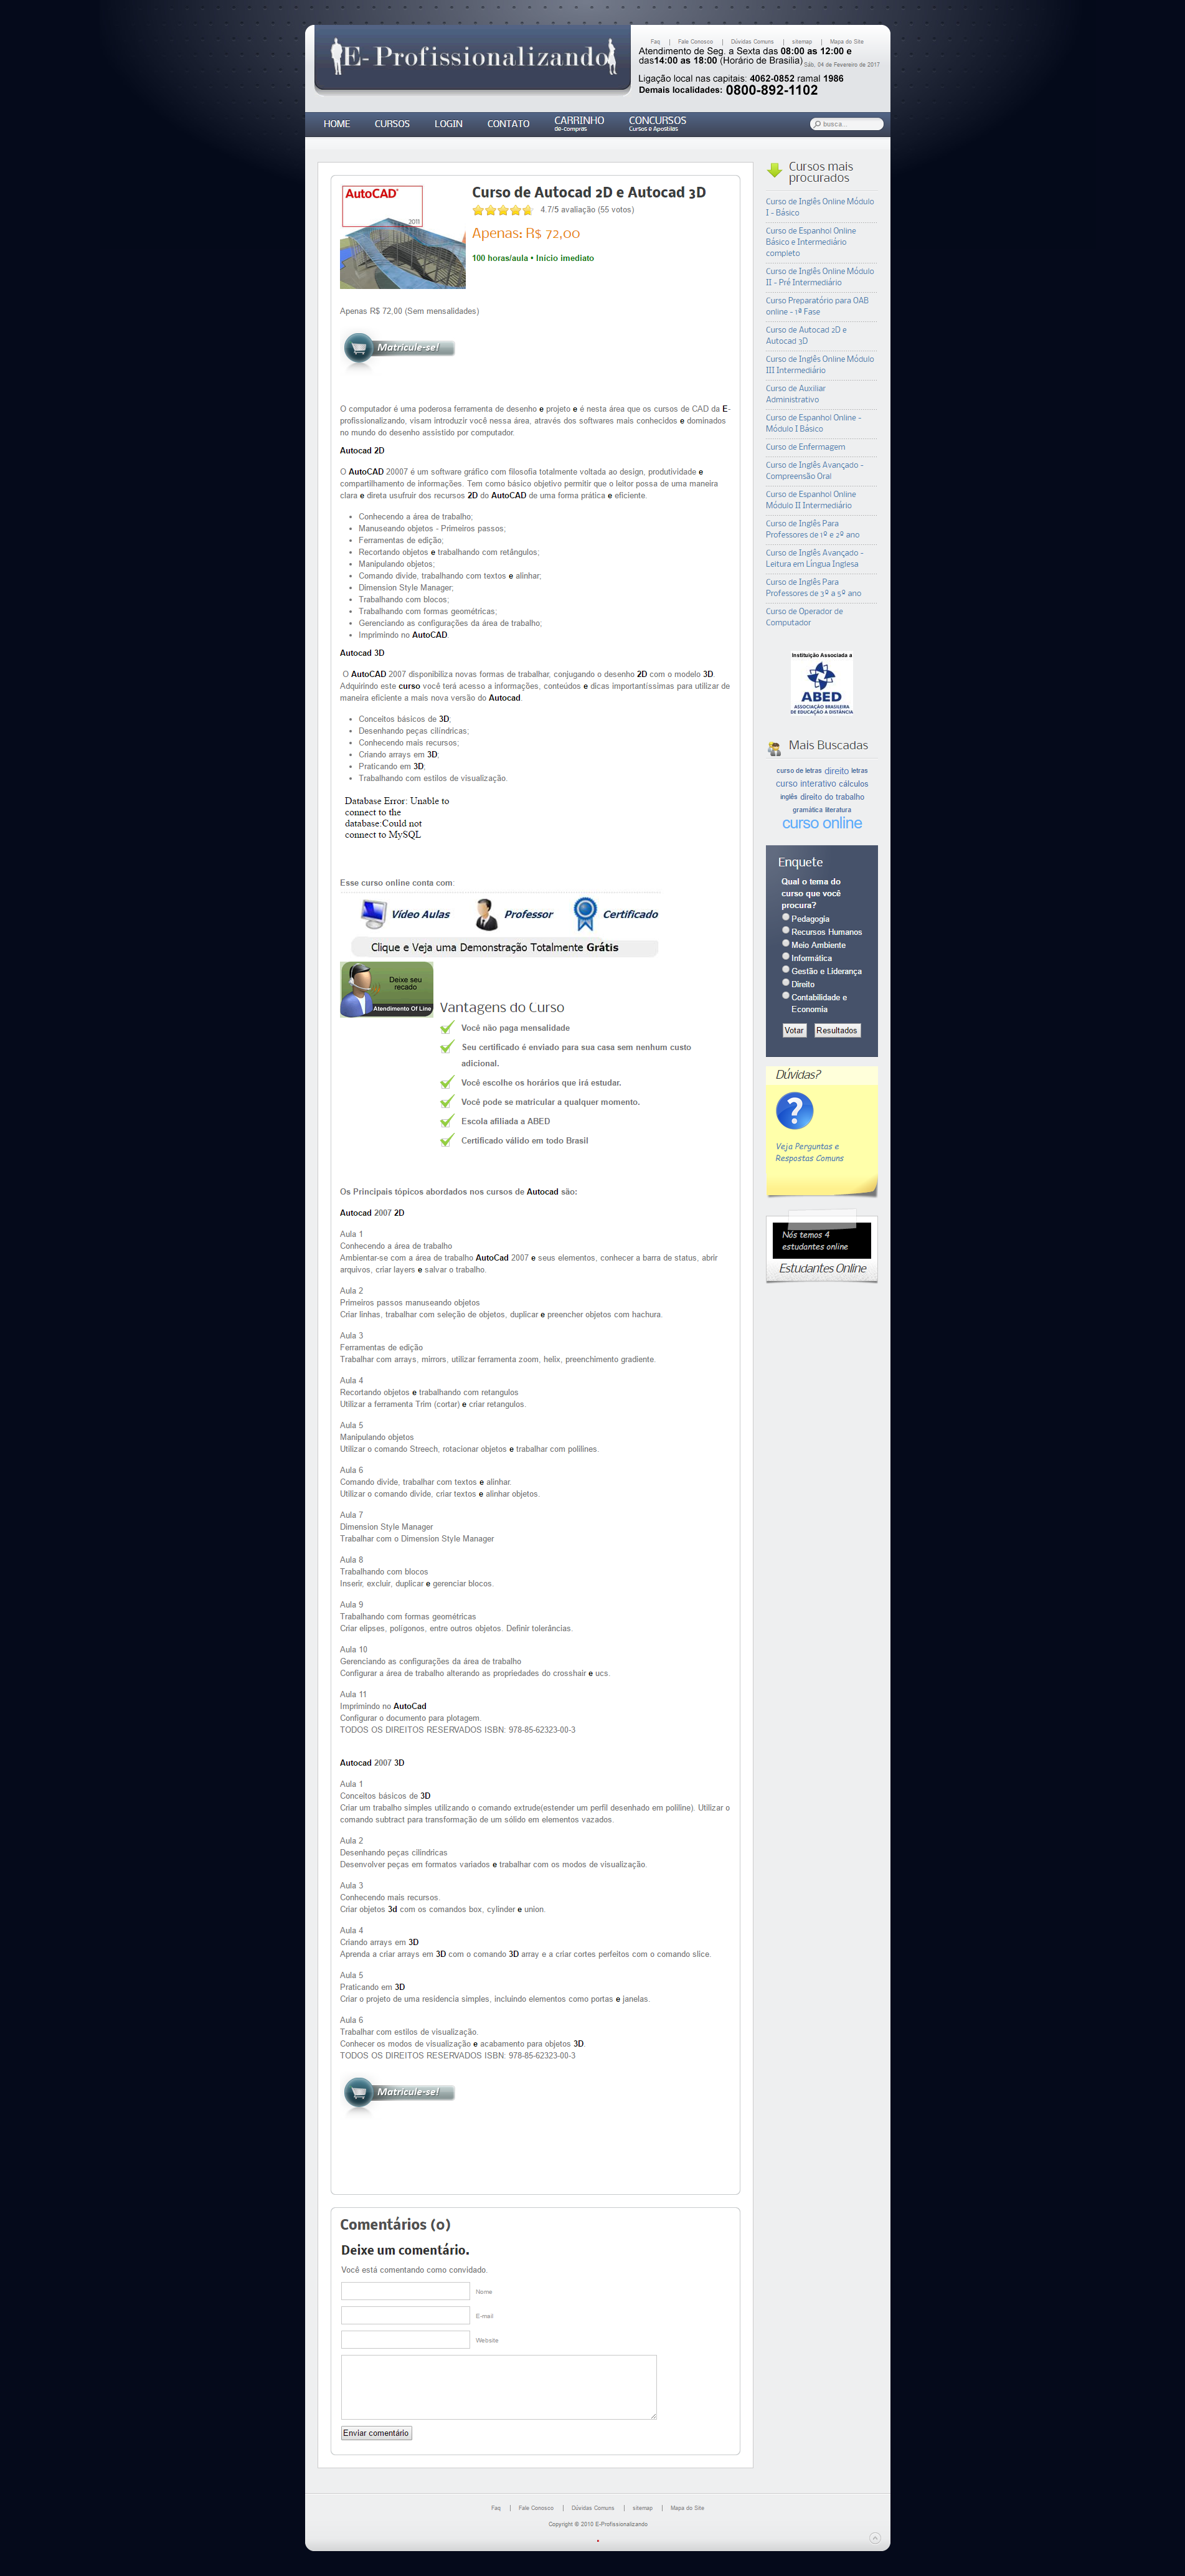 E-Profissionalizando
Faq | Fale Conosco | Dúvidas Comuns | sitemap | Mapa do Site
Atendimento de Seg. a Sexta das 08:00 as 12:00 e
das14:00 as 18:00 (Horário de Brasilia)
Sáb, 04 de Fevereiro de 2017
Ligação local nas capitais: 4062-0852 ramal 1986
Demais localidades: 0800-892-1102
HOME CURSOS LOGIN CONTATO CARRINHO CONCURSOS
de-compras Cursos e Apostilas
busca...
AutoCAD
2011
Curso de Autocad 2D e Autocad 3D
4.7/5 avaliação (55 votos)
Apenas: R$ 72,00
100 horas/aula • Início imediato
Apenas R$ 72,00 (Sem mensalidades)
Matricule-se!
O computador é uma poderosa ferramenta de desenho e projeto e é nesta área que os cursos de CAD da E-
profissionalizando, visam introduzir você nessa área, através dos softwares mais conhecidos e dominados
no mundo do desenho assistido por computador.
Autocad 2D
O AutoCAD 20007 é um software gráfico com filosofia totalmente voltada ao design, produtividade e
compartilhamento de informações. Tem como básico objetivo permitir que o leitor possa de uma maneira
clara e direta usufruir dos recursos 2D do AutoCAD de uma forma prática e eficiente.
• Conhecendo a área de trabalho;
• Manuseando objetos - Primeiros passos;
• Ferramentas de edição;
• Recortando objetos e trabalhando com retângulos;
• Manipulando objetos;
• Comando divide, trabalhando com textos e alinhar;
• Dimension Style Manager;
• Trabalhando com blocos;
• Trabalhando com formas geométricas;
• Gerenciando as configurações da área de trabalho;
• Imprimindo no AutoCAD.
Autocad 3D
O AutoCAD 2007 disponibiliza novas formas de trabalhar, conjugando o desenho 2D com o modelo 3D.
Adquirindo este curso você terá acesso a informações, conteúdos e dicas importantíssimas para utilizar de
maneira eficiente a mais nova versão do Autocad.
• Conceitos básicos de 3D;
• Desenhando peças cilíndricas;
• Conhecendo mais recursos;
• Criando arrays em 3D;
• Praticando em 3D;
• Trabalhando com estilos de visualização.
Database Error: Unable to
connect to the
database:Could not
connect to MySQL
Esse curso online conta com:
Vídeo Aulas Professor Certificado
Clique e Veja uma Demonstração Totalmente Grátis
Deixe seu
recado
Atendimento Of Line
Vantagens do Curso
Você não paga mensalidade
Seu certificado é enviado para sua casa sem nenhum custo
adicional.
Você escolhe os horários que irá estudar.
Você pode se matricular a qualquer momento.
Escola afiliada a ABED
Certificado válido em todo Brasil
Os Principais tópicos abordados nos cursos de Autocad são:
Autocad 2007 2D
Aula 1
Conhecendo a área de trabalho
Ambientar-se com a área de trabalho AutoCad 2007 e seus elementos, conhecer a barra de status, abrir
arquivos, criar layers e salvar o trabalho.
Aula 2
Primeiros passos manuseando objetos
Criar linhas, trabalhar com seleção de objetos, duplicar e preencher objetos com hachura.
Aula 3
Ferramentas de edição
Trabalhar com arrays, mirrors, utilizar ferramenta zoom, helix, preenchimento gradiente.
Aula 4
Recortando objetos e trabalhando com retangulos
Utilizar a ferramenta Trim (cortar) e criar retangulos.
Aula 5
Manipulando objetos
Utilizar o comando Streech, rotacionar objetos e trabalhar com polilines.
Aula 6
Comando divide, trabalhar com textos e alinhar.
Utilizar o comando divide, criar textos e alinhar objetos.
Aula 7
Dimension Style Manager
Trabalhar com o Dimension Style Manager
Aula 8
Trabalhando com blocos
Inserir, excluir, duplicar e gerenciar blocos.
Aula 9
Trabalhando com formas geométricas
Criar elipses, polígonos, entre outros objetos. Definir tolerâncias.
Aula 10
Gerenciando as configurações da área de trabalho
Configurar a área de trabalho alterando as propriedades do crosshair e ucs.
Aula 11
Imprimindo no AutoCad
Configurar o documento para plotagem.
TODOS OS DIREITOS RESERVADOS ISBN: 978-85-62323-00-3
Autocad 2007 3D
Aula 1
Conceitos básicos de 3D
Criar um trabalho simples utilizando o comando extrude(estender um perfil desenhado em poliline). Utilizar o
comando subtract para transformação de um sólido em elementos vazados.
Aula 2
Desenhando peças cilíndricas
Desenvolver peças em formatos variados e trabalhar com os modos de visualização.
Aula 3
Conhecendo mais recursos.
Criar objetos 3d com os comandos box, cylinder e union.
Aula 4
Criando arrays em 3D
Aprenda a criar arrays em 3D com o comando 3D array e a criar cortes perfeitos com o comando slice.
Aula 5
Praticando em 3D
Criar o projeto de uma residencia simples, incluindo elementos como portas e janelas.
Aula 6
Trabalhar com estilos de visualização.
Conhecer os modos de visualização e acabamento para objetos 3D.
TODOS OS DIREITOS RESERVADOS ISBN: 978-85-62323-00-3
Matricule-se!
Comentários (0)
Deixe um comentário.
Você está comentando como convidado.
Nome
E-mail
Website
Enviar comentário
Cursos mais
procurados
Curso de Inglês Online Módulo
I - Básico
Curso de Espanhol Online
Básico e Intermediário
completo
Curso de Inglês Online Módulo
II - Pré Intermediário
Curso Preparatório para OAB
online - 1ª Fase
Curso de Autocad 2D e
Autocad 3D
Curso de Inglês Online Módulo
III Intermediário
Curso de Auxiliar
Administrativo
Curso de Espanhol Online -
Módulo I Básico
Curso de Enfermagem
Curso de Inglês Avançado -
Compreensão Oral
Curso de Espanhol Online
Módulo II Intermediário
Curso de Inglês Para
Professores de 1º e 2º ano
Curso de Inglês Avançado -
Leitura em Língua Inglesa
Curso de Inglês Para
Professores de 3º a 5º ano
Curso de Operador de
Computador
Instituição Associada a
ABED
ASSOCIAÇÃO BRASILEIRA
DE EDUCAÇÃO A DISTÂNCIA
Mais Buscadas
curso de letras direito letras
curso interativo cálculos
inglês direito do trabalho
gramática literatura
curso online
Enquete
Qual o tema do
curso que você
procura?
Pedagogia
Recursos Humanos
Meio Ambiente
Informática
Gestão e Liderança
Direito
Contabilidade e
Economia
Votar Resultados
Dúvidas?
?
Veja Perguntas e
Respostas Comuns
Nós temos 4
estudantes online
Estudantes Online
Faq | Fale Conosco | Dúvidas Comuns | sitemap | Mapa do Site
Copyright © 2010 E-Profissionalizando